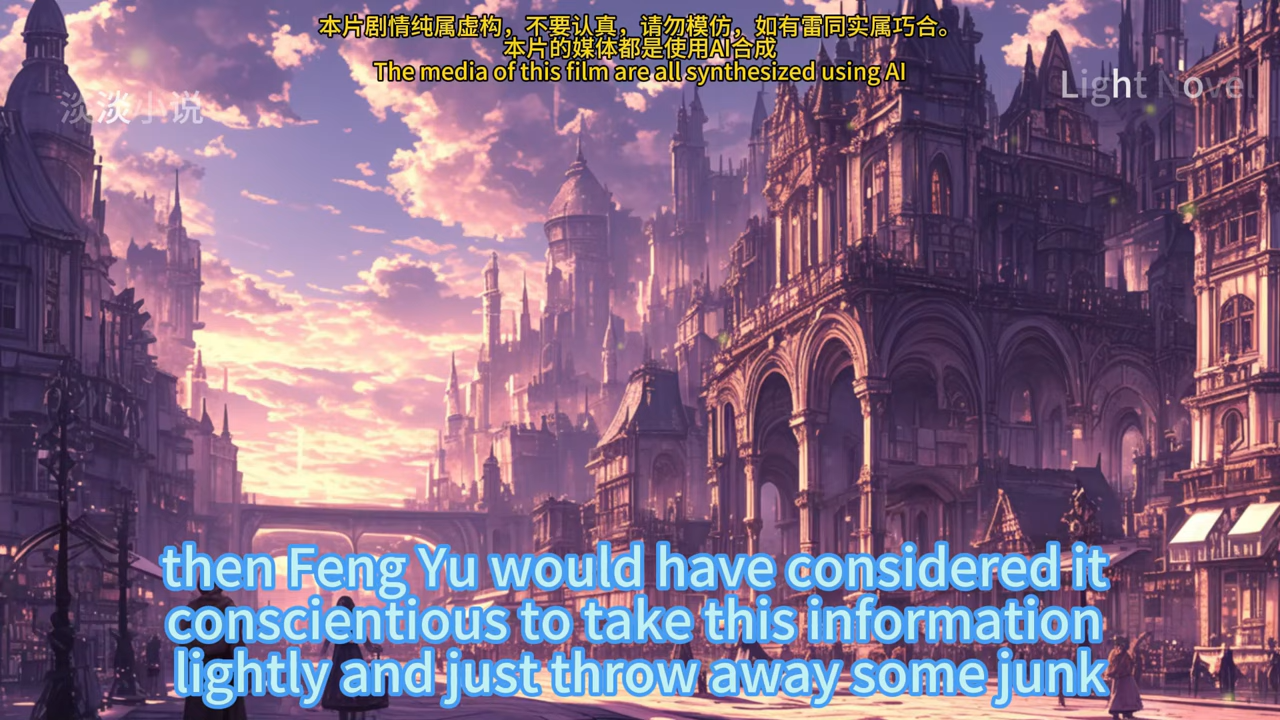 本片剧情纯属虚构，不要认真，请勿模仿，如有雷同实属巧合。
本片的媒体都是使用AI合成
The media of this film are all synthesized using AI
Light Novel
淡淡小说
then Feng Yu would have considered it
conscientious to take this information
lightly and just throw away some junk